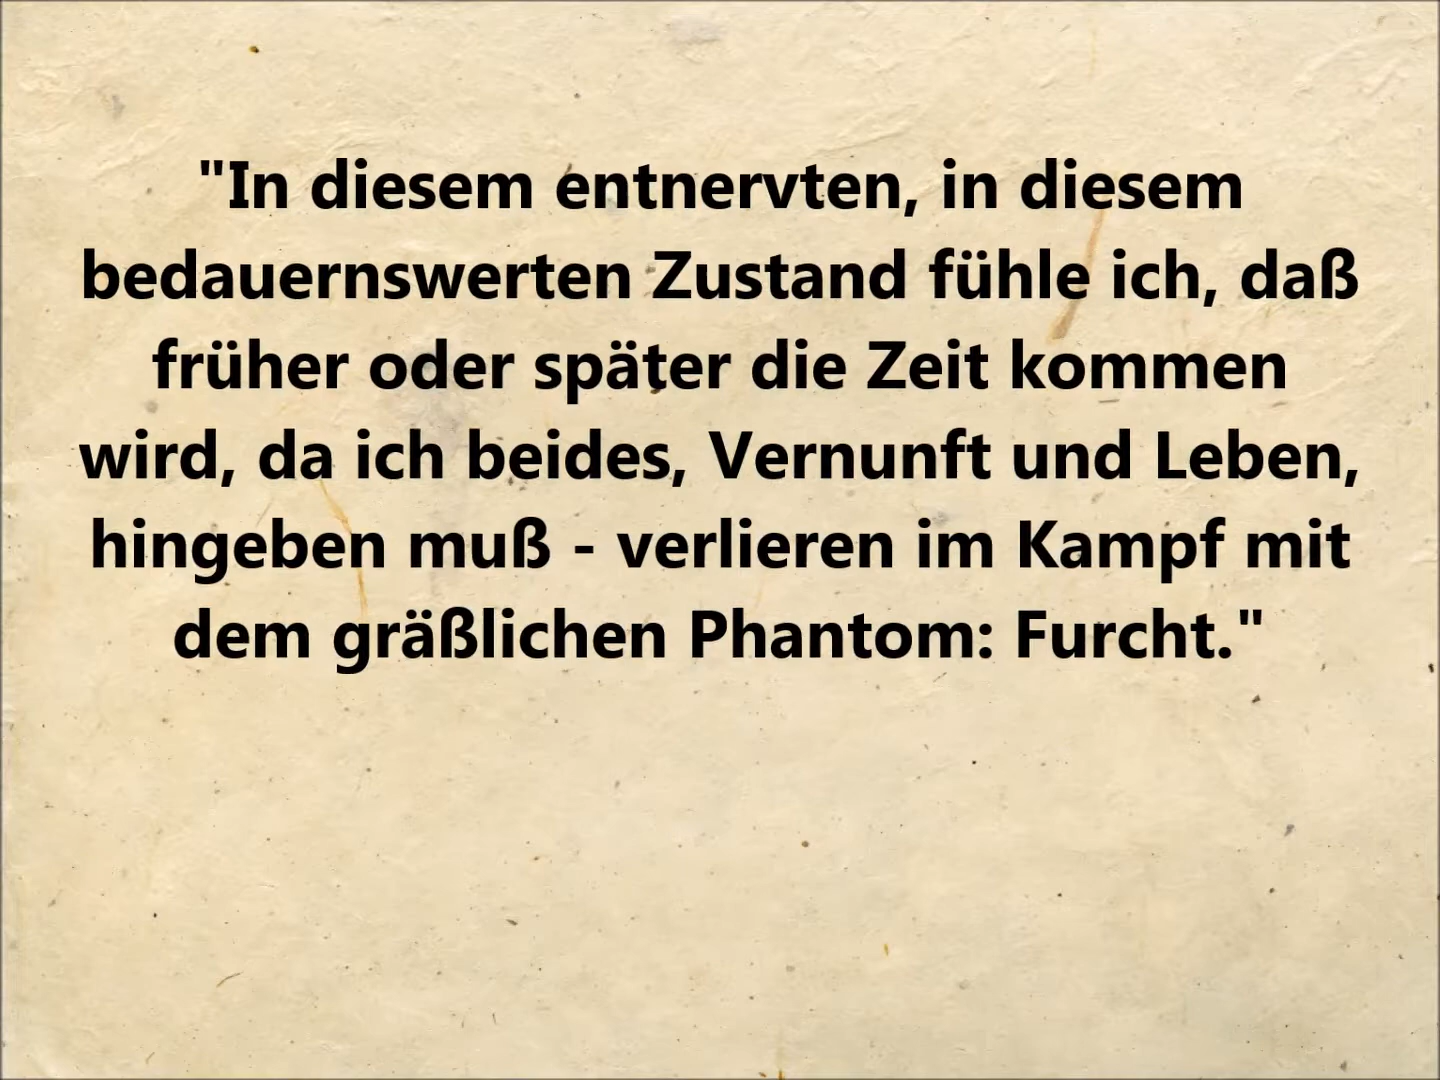 "In diesem entnervten, in diesem
bedauernswerten Zustand fühle ich, daß
früher oder später die Zeit kommen
wird, da ich beides, Vernunft und Leben,
hingeben muß - verlieren im Kampf mit
dem gräßlichen Phantom: Furcht."